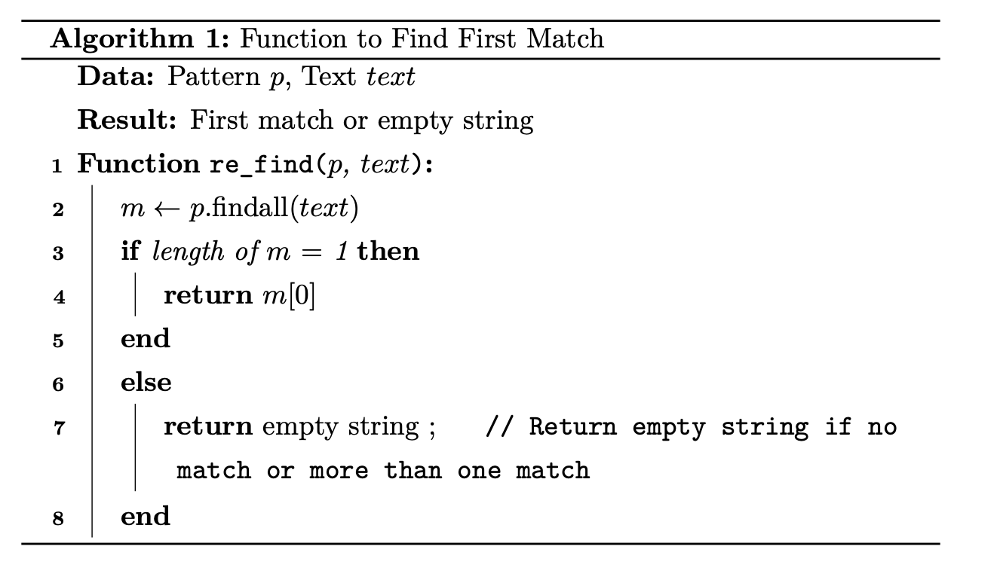 Algorithm 1: Function to Find First Match
Data: Pattern p, Text text
Result: First match or empty string
1 Function re_find(p, text):
2 m ← p.findall(text)
3 if length of m = 1 then
4 return m[0]
5 end
6 else
7 return empty string ; // Return empty string if no
match or more than one match
8 end